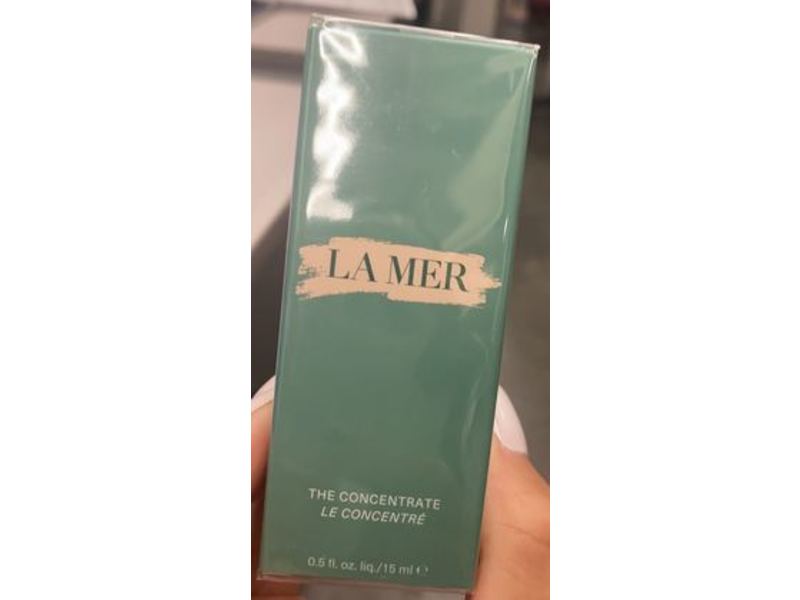 LA MER
THE CONCENTRATE
LE CONCENTRÉ
0.5 fl. oz. liq./15 ml ℮